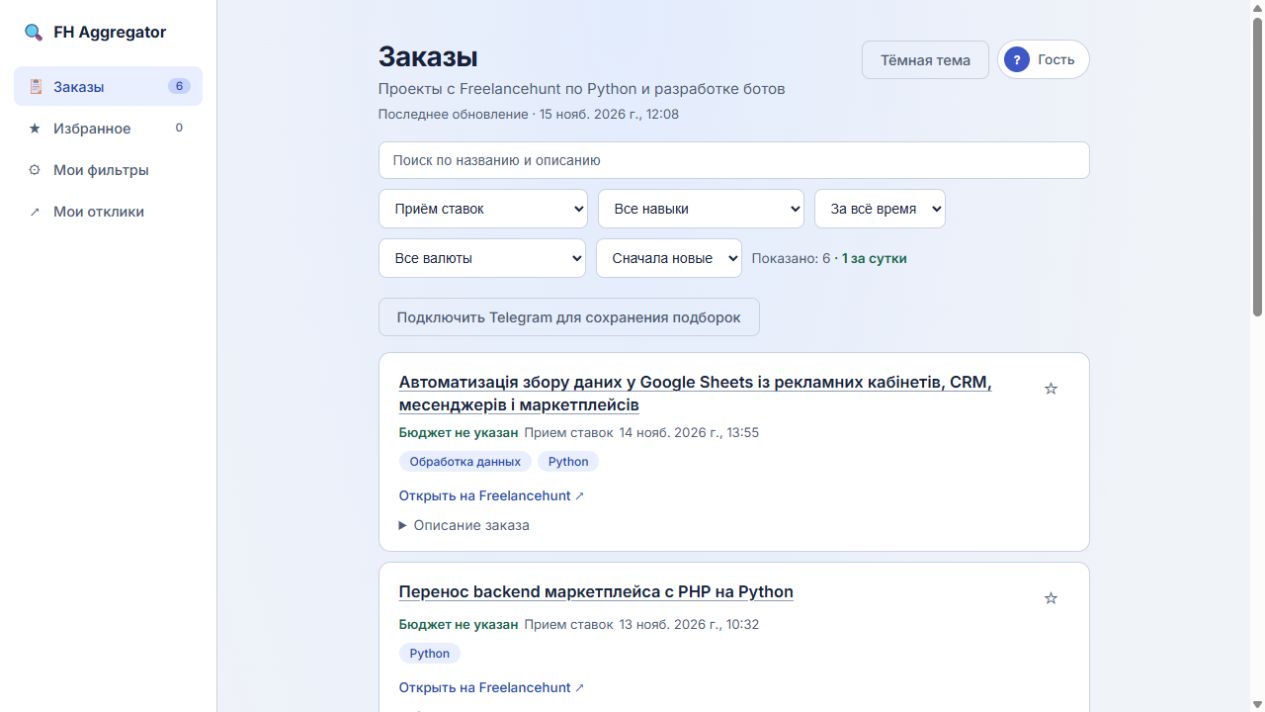 FH Aggregator
Заказы 6
Избранное 0
Мои фильтры
Мои отклики
Заказы
Проекты с Freelancehunt по Python и разработке ботов
Последнее обновление · 15 нояб. 2026 г., 12:08
Тёмная тема
? Гость
Поиск по названию и описанию
Приём ставок Все навыки За всё время
Все валюты Сначала новые Показано: 6 · 1 за сутки
Подключить Telegram для сохранения подборок
Автоматизація збору даних у Google Sheets із рекламних кабінетів, CRM,
месенджерів і маркетплейсів
Бюджет не указан Прием ставок 14 нояб. 2026 г., 13:55
Обработка данных Python
Открыть на Freelancehunt ↗
Описание заказа
Перенос backend маркетплейса с PHP на Python
Бюджет не указан Прием ставок 13 нояб. 2026 г., 10:32
Python
Открыть на Freelancehunt ↗